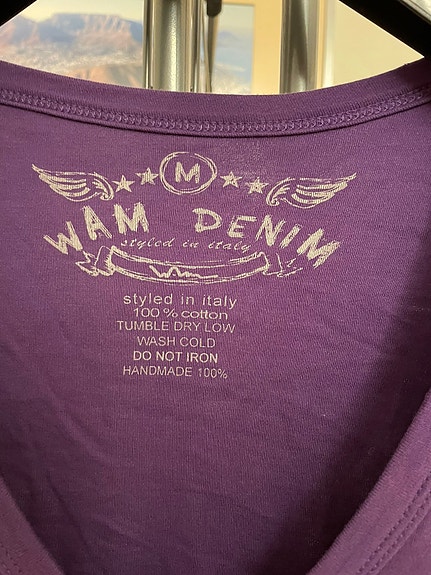 M
WAM DENIM
styled in italy
Wam
styled in italy
100 % cotton
TUMBLE DRY LOW
WASH COLD
DO NOT IRON
HANDMADE 100%